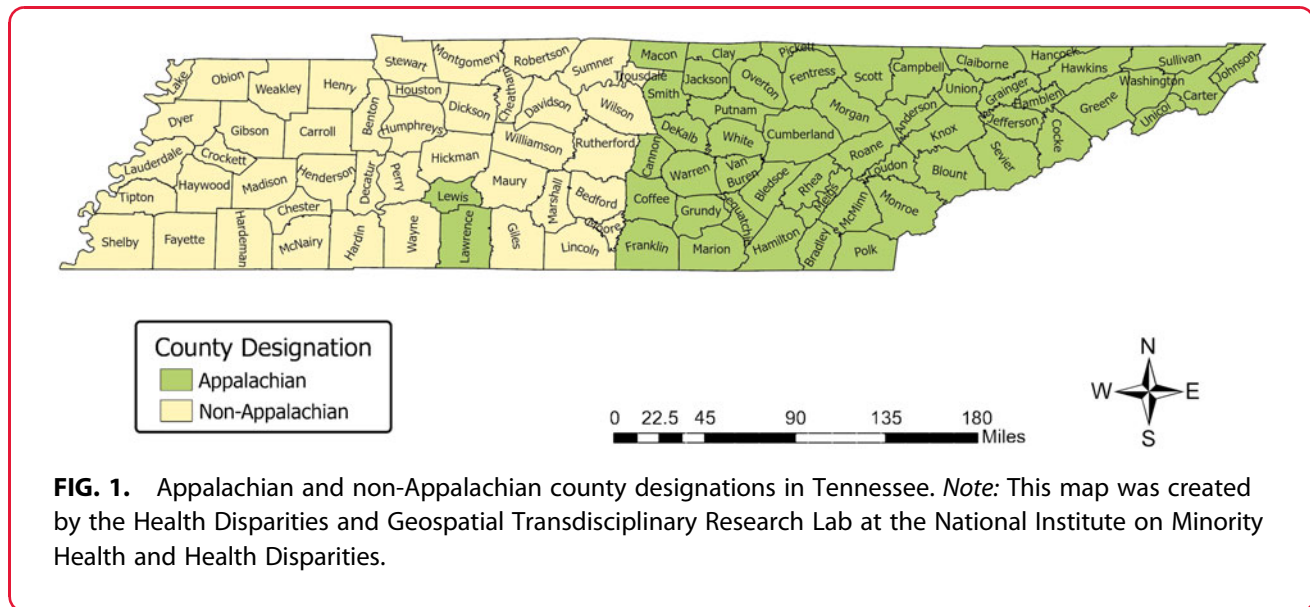 Lake
Obion
Weakley
Henry
Stewart
Montgomery
Robertson
Sumner
Macon
Clay
Pickett
Fentress
Scott
Campbell
Claiborne
Hancock
Hawkins
Sullivan
Johnson
Houston
Cheatham
Trousdale
Smith
Jackson
Overton
Union
Grainger
Hamblen
Greene
Washington
Carter
Unicoi
Dyer
Gibson
Carroll
Benton
Humphreys
Dickson
Davidson
Wilson
Putnam
Morgan
Anderson
Knox
Jefferson
Cocke
Lauderdale
Crockett
Haywood
Madison
Henderson
Decatur
Perry
Hickman
Williamson
Rutherford
Cannon
DeKalb
White
Cumberland
Roane
Loudon
Blount
Sevier
Tipton
Chester
Lewis
Maury
Marshall
Bedford
Coffee
Warren
Van
Buren
Bledsoe
Rhea
Meigs
McMinn
Monroe
Shelby
Fayette
Hardeman
McNairy
Hardin
Wayne
Lawrence
Giles
Lincoln
Moore
Franklin
Grundy
Sequatchie
Marion
Hamilton
Bradley
Polk
County Designation
Appalachian
Non-Appalachian
0 22.5 45 90 135 180
Miles
N
W E
S
FIG. 1. Appalachian and non-Appalachian county designations in Tennessee. Note: This map was created
by the Health Disparities and Geospatial Transdisciplinary Research Lab at the National Institute on Minority
Health and Health Disparities.